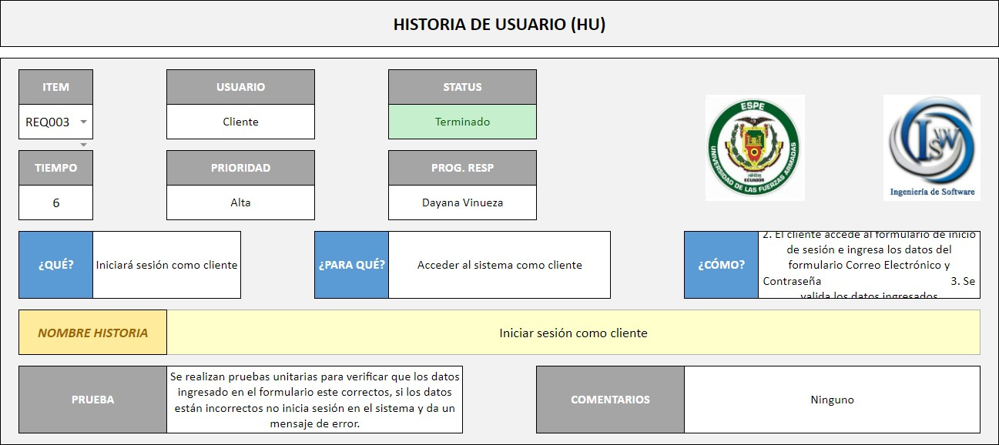 HISTORIA DE USUARIO (HU)
ITEM
USUARIO
STATUS
REQ003
Cliente
Terminado
TIEMPO
PRIORIDAD
PROG. RESP
6
Alta
Dayana Vinueza
ESPE
UNIVERSIDAD DE LAS FUERZAS ARMADAS
ECUADOR
ISW
Ingeniería de Software
¿QUÉ?
Iniciará sesión como cliente
¿PARA QUÉ?
Acceder al sistema como cliente
¿CÓMO?
2. El cliente accede al formulario de inicio
de sesión e ingresa los datos del
formulario Correo Electrónico y
Contraseña 3. Se
valida los datos ingresados
NOMBRE HISTORIA
Iniciar sesión como cliente
PRUEBA
Se realizan pruebas unitarias para verificar que los datos
ingresado en el formulario este correctos, si los datos
están incorrectos no inicia sesión en el sistema y da un
mensaje de error.
COMENTARIOS
Ninguno